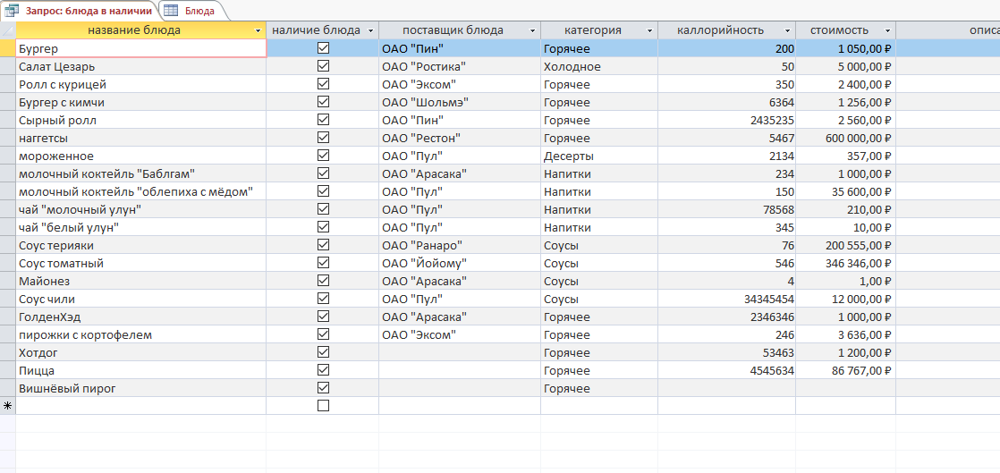 Запрос: блюда в наличии Блюда
название блюда наличие блюда поставщик блюда категория каллорийность стоимость описа
Бургер ОАО "Пин" Горячее 200 1 050,00 ₽
Салат Цезарь ОАО "Ростика" Холодное 50 5 000,00 ₽
Ролл с курицей ОАО "Эксом" Горячее 350 2 400,00 ₽
Бургер с кимчи ОАО "Шольмэ" Горячее 6364 1 256,00 ₽
Сырный ролл ОАО "Пин" Горячее 2435235 2 560,00 ₽
наггетсы ОАО "Рестон" Горячее 5467 600 000,00 ₽
мороженное ОАО "Пул" Десерты 2134 357,00 ₽
молочный коктейль "Баблгам" ОАО "Арасака" Напитки 234 1 000,00 ₽
молочный коктейль "облепиха с мёдом" ОАО "Пул" Напитки 150 35 600,00 ₽
чай "молочный улун" ОАО "Пул" Напитки 78568 210,00 ₽
чай "белый улун" ОАО "Пул" Напитки 345 10,00 ₽
Соус терияки ОАО "Ранаро" Соусы 76 200 555,00 ₽
Соус томатный ОАО "Йойому" Соусы 546 346 346,00 ₽
Майонез ОАО "Арасака" Соусы 4 1,00 ₽
Соус чили ОАО "Пул" Соусы 34345454 12 000,00 ₽
ГолденХэд ОАО "Арасака" Горячее 2346346 1 000,00 ₽
пирожки с кортофелем ОАО "Эксом" Горячее 246 3 636,00 ₽
Хотдог Горячее 53463 1 200,00 ₽
Пицца Горячее 4545634 86 767,00 ₽
Вишнёвый пирог Горячее